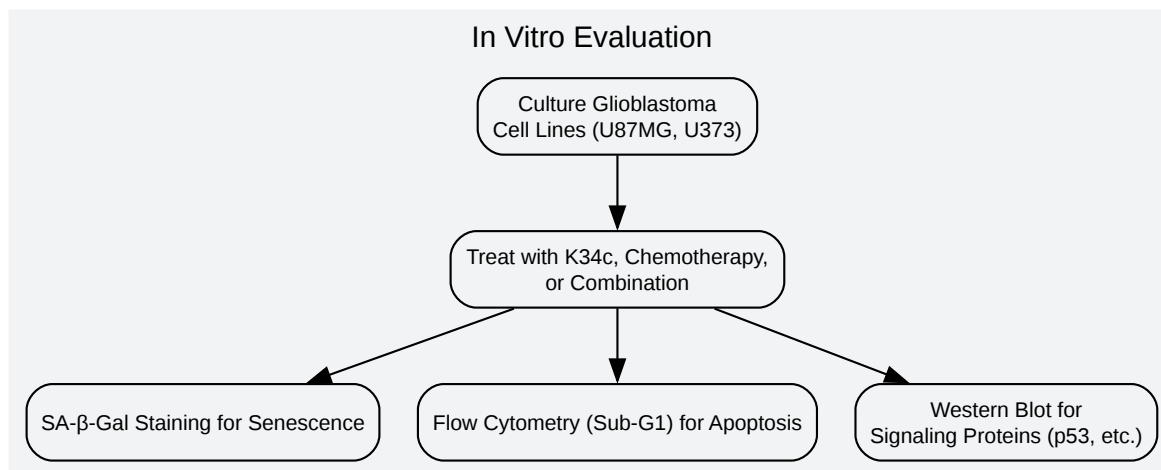 In Vitro Evaluation
Culture Glioblastoma
Cell Lines (U87MG, U373)
Treat with K34c, Chemotherapy,
or Combination
SA-β-Gal Staining for Senescence
Flow Cytometry (Sub-G1) for Apoptosis
Western Blot for
Signaling Proteins (p53, etc.)